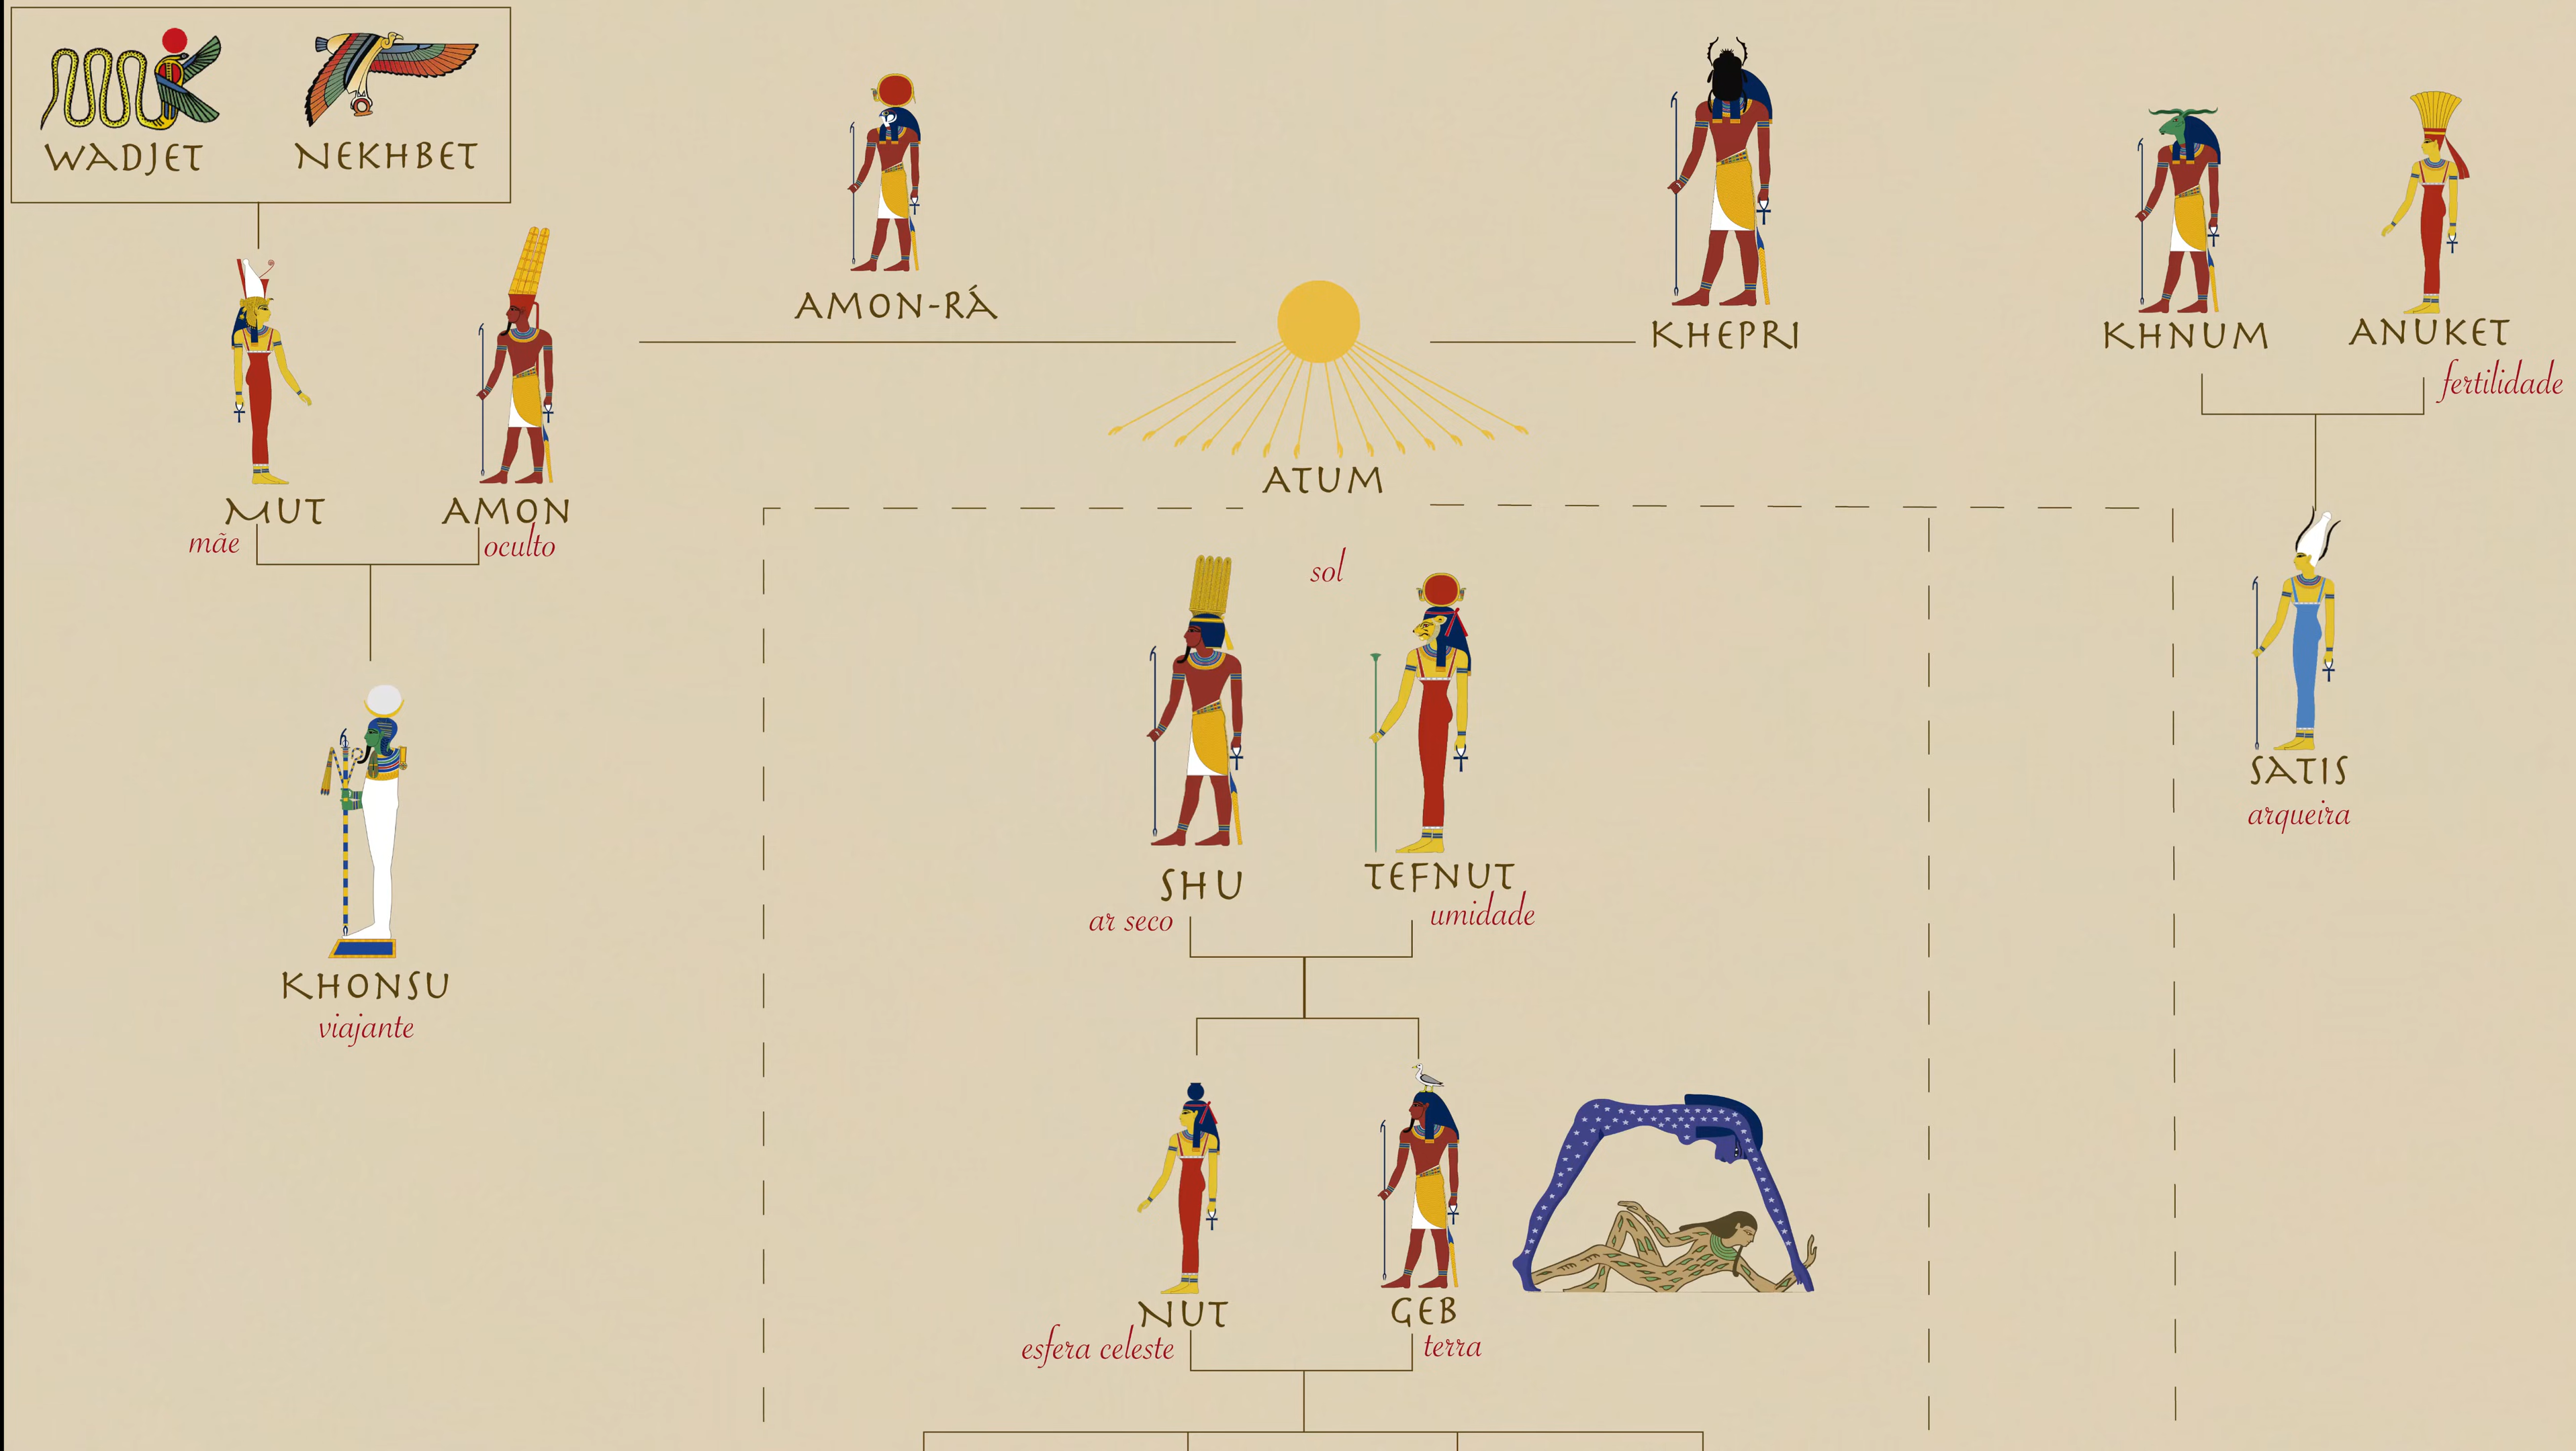 WADJET
NEKHBET
AMON-RÁ
KHEPRI
KHNUM
ANUKET
fertilidade
ATUM
MUT
mãe
AMON
oculto
sol
SHU
ar seco
TEFNUT
umidade
SATIS
arqueira
KHONSU
viajante
NUT
esfera celeste
GEB
terra